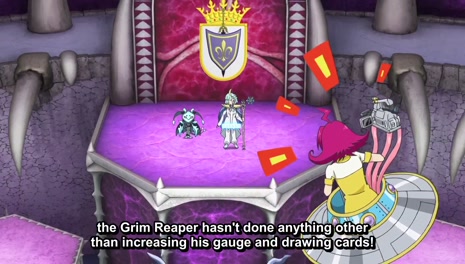 the Grim Reaper hasn't done anything other
than increasing his gauge and drawing cards!